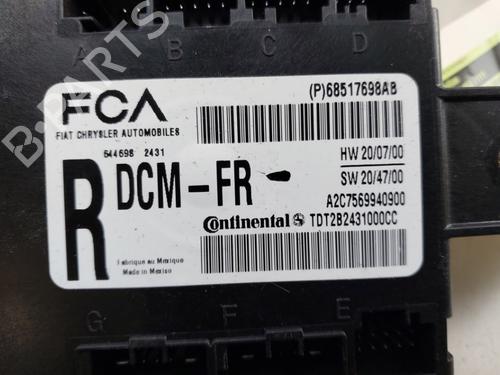 A B C D
FCA
FIAT CHRYSLER AUTOMOBILES
(P)68517698AB
544698 2431
HW 20/07/00
SW 20/47/00
R DCM-FR-
A2C7569940900
Continental
TDT2B2431000CC
Fabrique au Mexique
Made in Mexico
G F E
B-PARTS